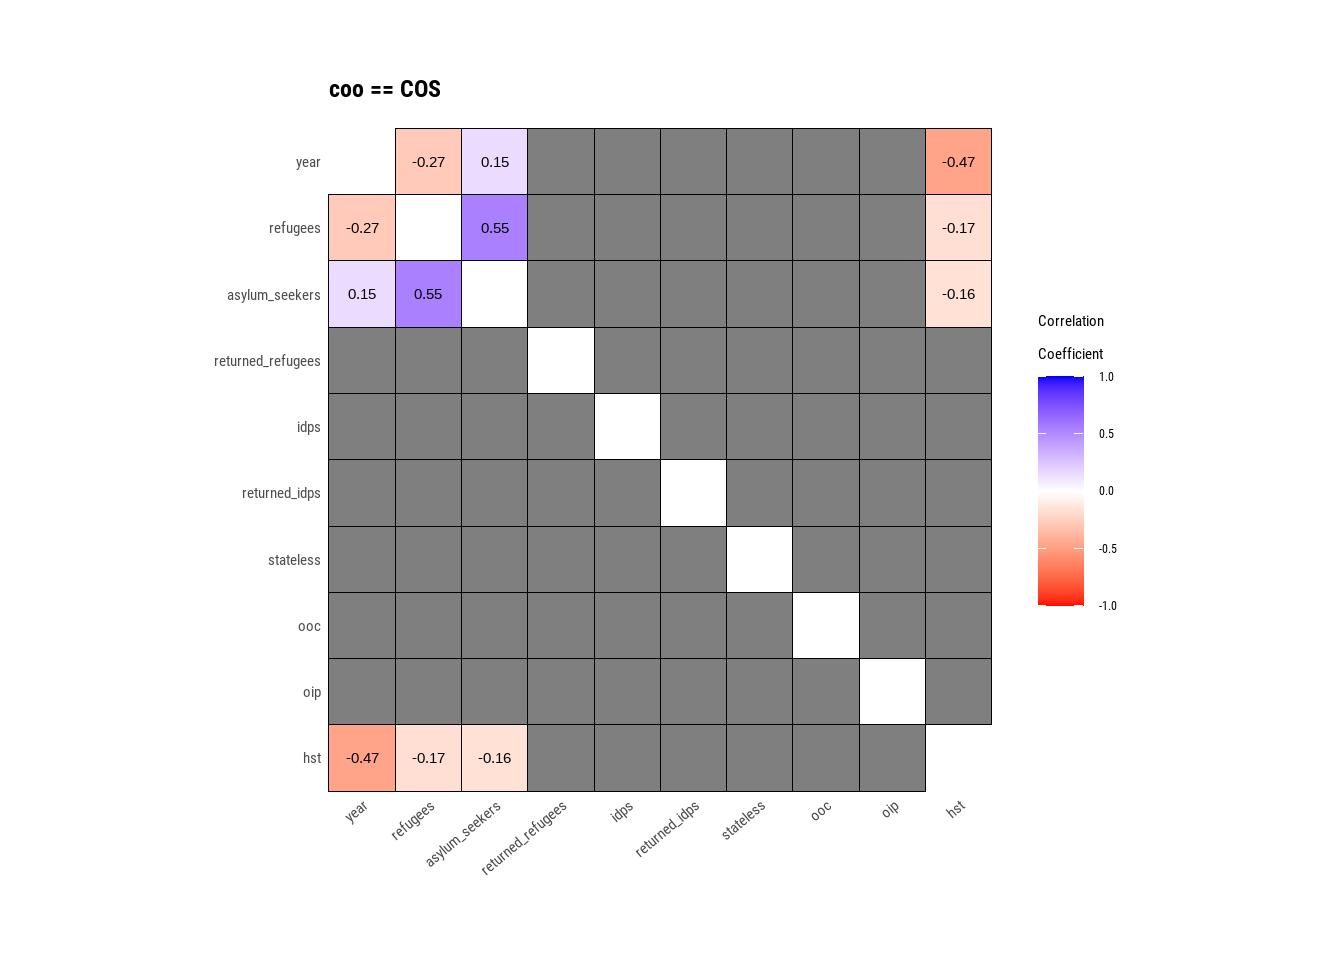 coo == COS
year -0.27 0.15 -0.47
refugees -0.27 0.55 -0.17
asylum_seekers 0.15 0.55 -0.16
returned_refugees
idps
returned_idps
stateless
ooc
oip
hst -0.47 -0.17 -0.16
year refugees asylum_seekers returned_refugees idps returned_idps stateless ooc oip hst
Correlation
Coefficient
1.0
0.5
0.0
-0.5
-1.0